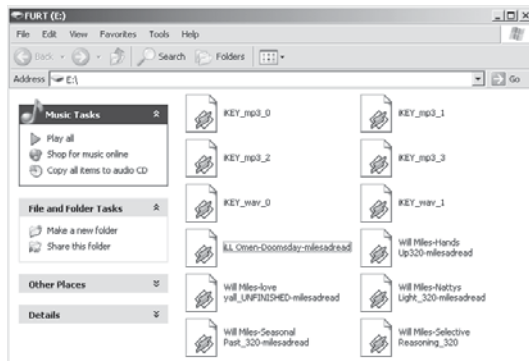 FURT (E:)
File Edit View Favorites Tools Help
Back Search Folders
Address E:\ Go
Music Tasks
Play all
Shop for music online
Copy all items to audio CD
File and Folder Tasks
Make a new folder
Share this folder
Other Places
Details
iKEY_mp3_0
iKEY_mp3_1
iKEY_mp3_2
iKEY_mp3_3
iKEY_wav_0
iKEY_wav_1
iLL Omen-Doomsday-milesadread
Will Miles-Hands
Up320-milesadread
Will Miles-love
yall_UNFINISHED-milesadread
Will Miles-Nattys
Light_320-milesadread
Will Miles-Seasonal
Past_320-milesadread
Will Miles-Selective
Reasoning_320